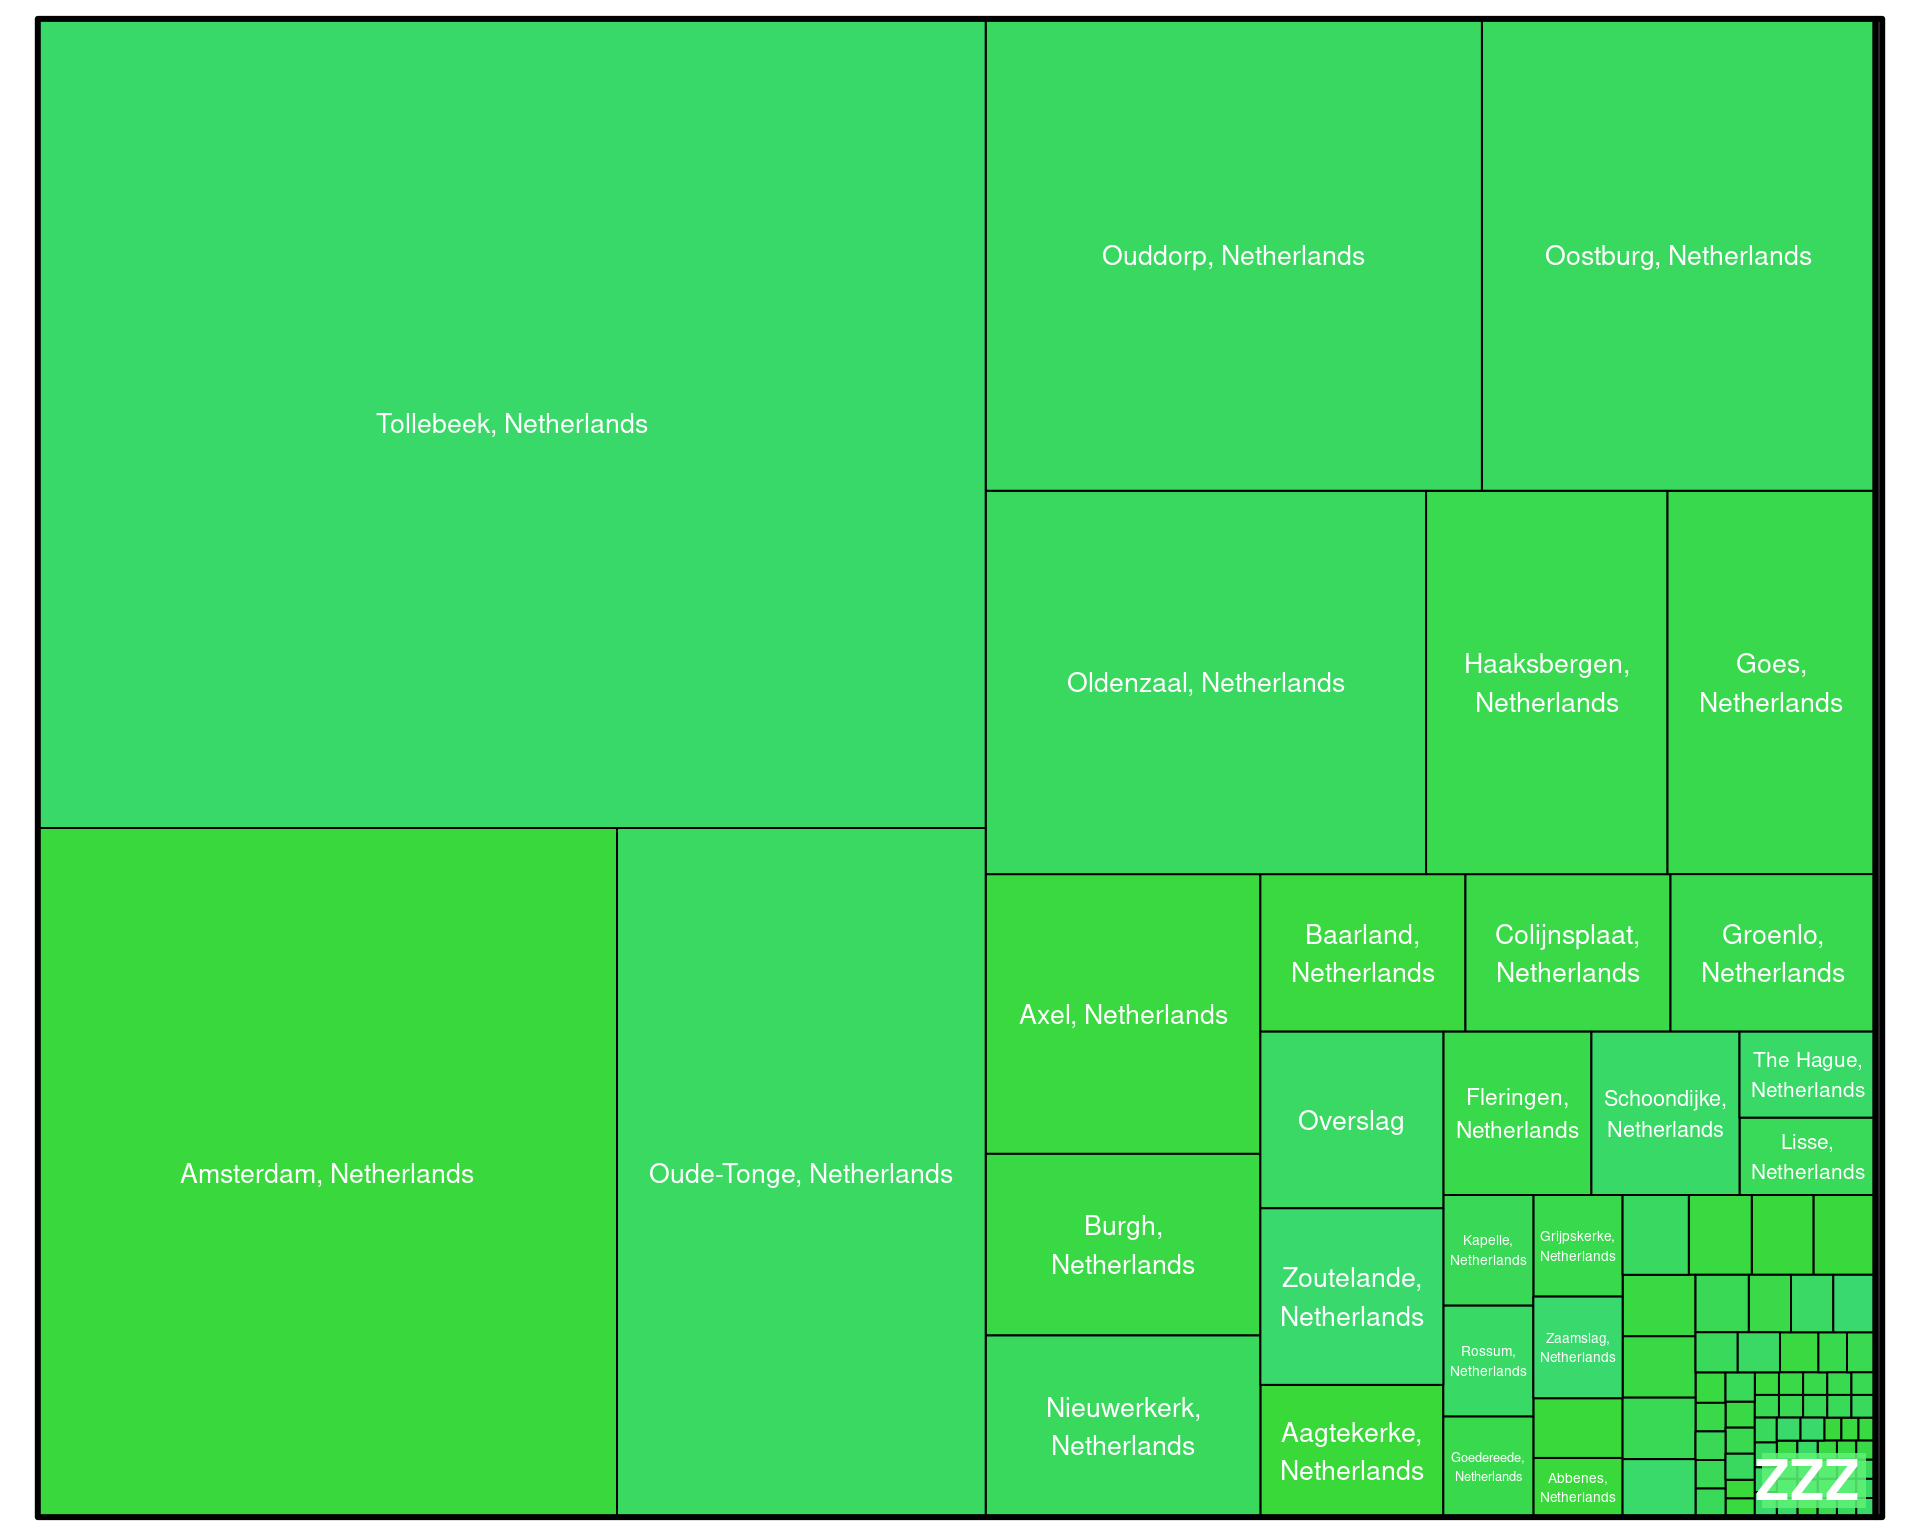 Tollebeek, Netherlands
Ouddorp, Netherlands
Oostburg, Netherlands
Oldenzaal, Netherlands
Haaksbergen,
Netherlands
Goes,
Netherlands
Amsterdam, Netherlands
Oude-Tonge, Netherlands
Axel, Netherlands
Baarland,
Netherlands
Colijnsplaat,
Netherlands
Groenlo,
Netherlands
Burgh,
Netherlands
Nieuwerkerk,
Netherlands
Overslag
Zoutelande,
Netherlands
Aagtekerke,
Netherlands
Fleringen,
Netherlands
Schoondijke,
Netherlands
The Hague,
Netherlands
Lisse,
Netherlands
Kapelle,
Netherlands
Grijpskerke,
Netherlands
Rossum,
Netherlands
Zaamslag,
Netherlands
Goedereede,
Netherlands
Abbenes,
Netherlands
ZZZ